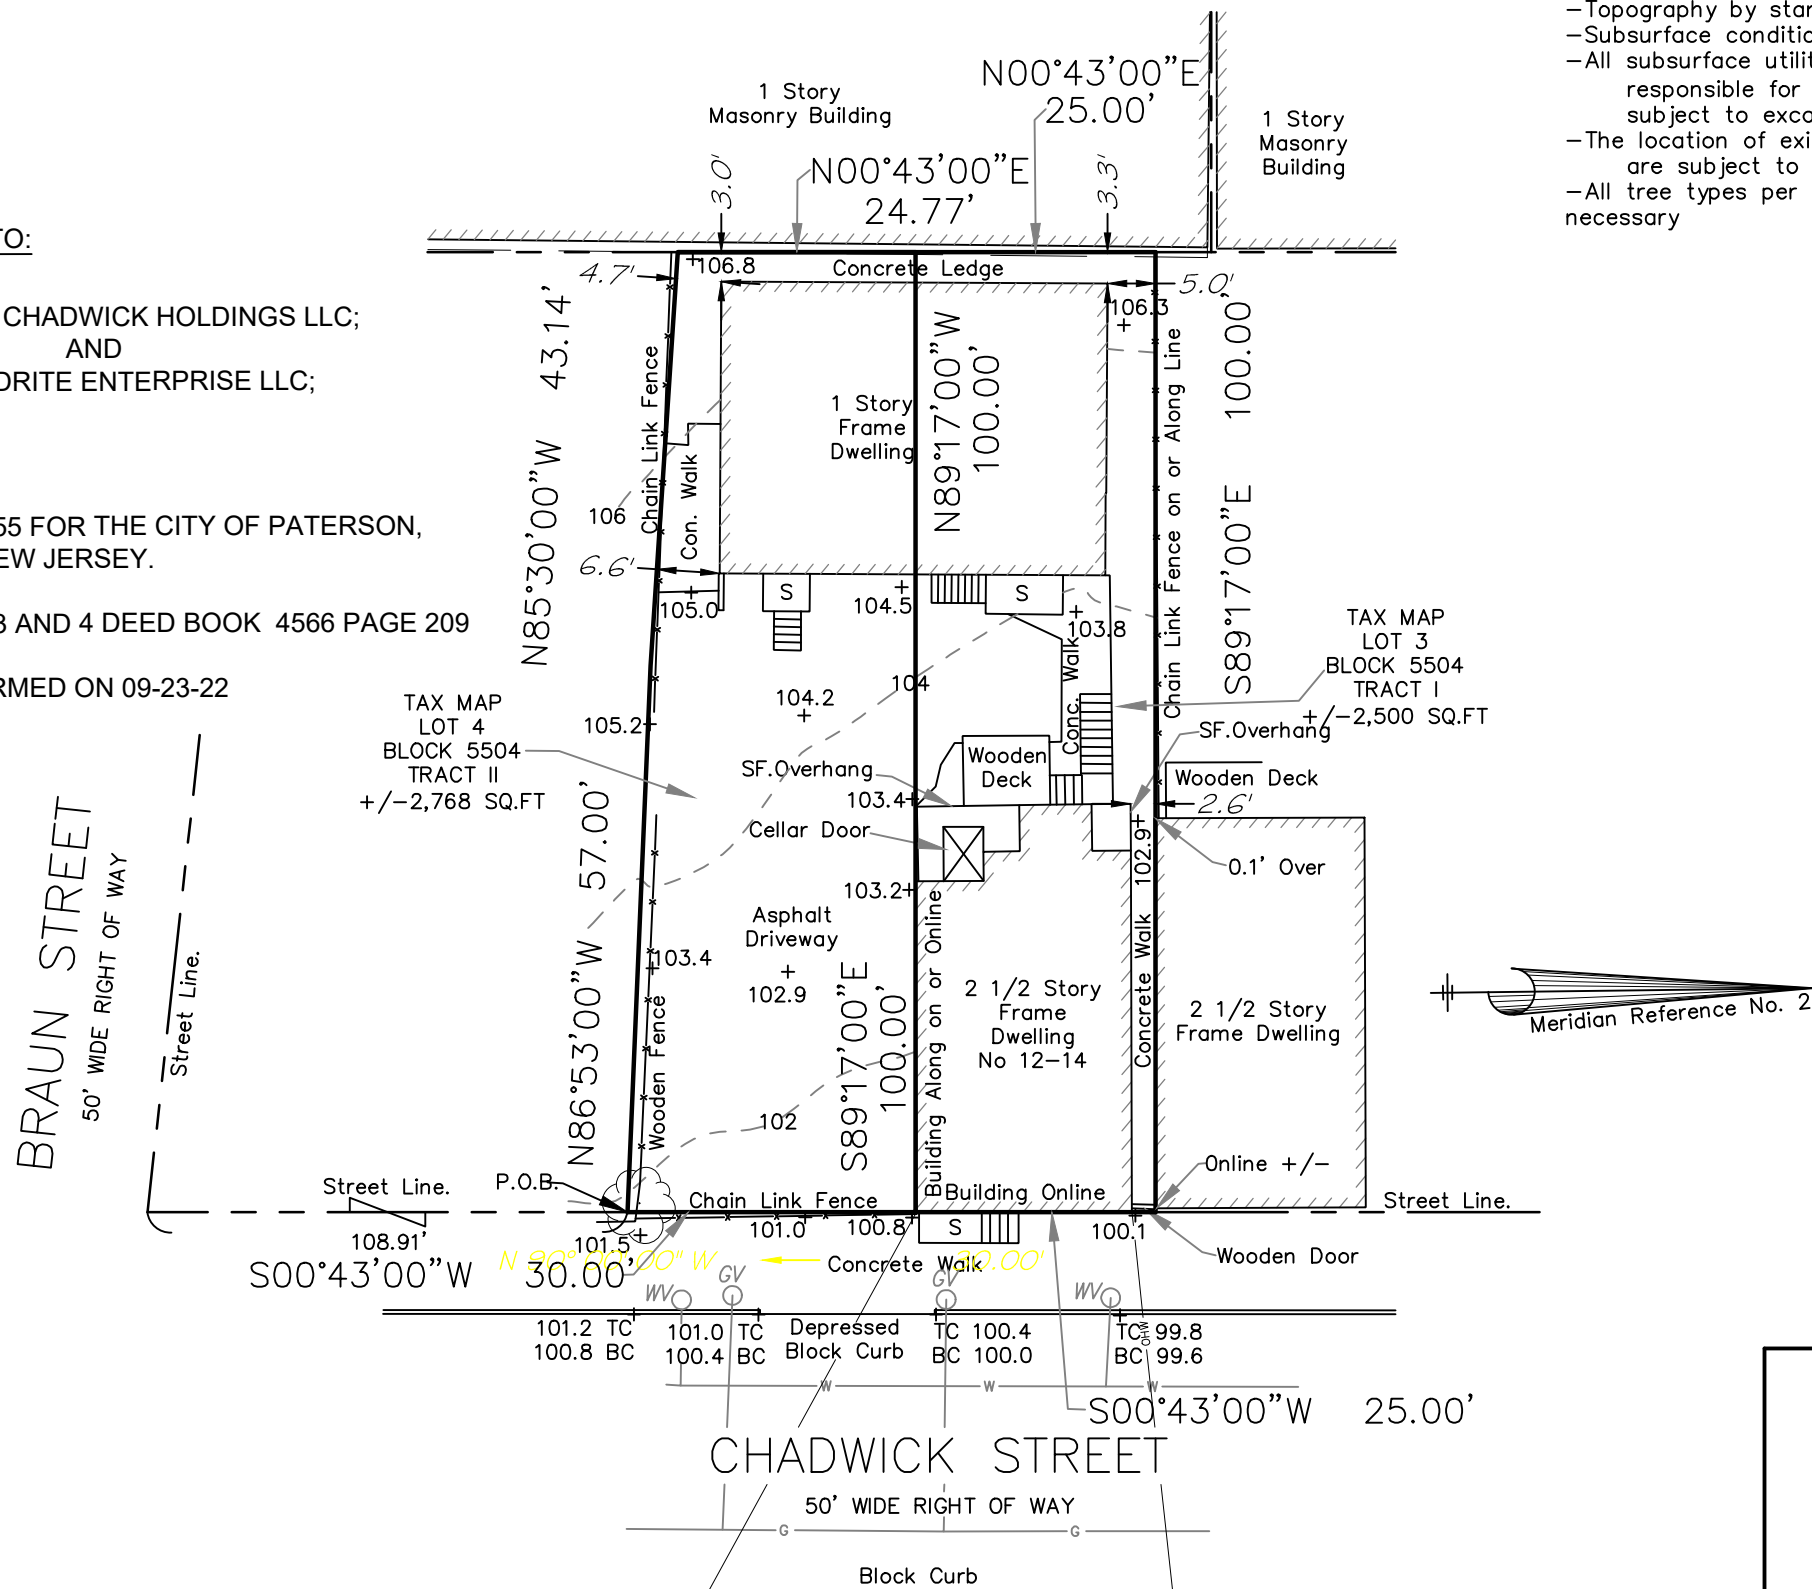 -Topography by
-Subsurface
-All subsurface
responsible for
subject to
-The location of
are subject to
-All tree types per
necessary
TO:
CHADWICK HOLDINGS LLC;
AND
ENTERPRISE LLC;
55 FOR THE CITY OF PATERSON,
JERSEY.
3 AND 4 DEED BOOK 4566 PAGE 209
ON 09-23-22
1 Story
Masonry Building
N00°43'00"E
25.00'
1 Story
Masonry
Building
3.0'
N00°43'00"E
24.77'
3.3'
106.8
Concrete Ledge
4.7'
5.0'
106.3
N85°30'00"W 43.14'
Chain Link Fence
1 Story
Frame
Dwelling
N89°17'00"W
100.00'
Chain Link Fence on or Along Line
S89°17'00"E 100.00'
Con. Walk
106
6.6'
105.0
S
104.5
S
103.8
Conc. Walk
TAX MAP
LOT 3
BLOCK 5504
TRACT I
+/-2,500 SQ.FT
TAX MAP
LOT 4
BLOCK 5504
TRACT II
+/-2,768 SQ.FT
105.2
104.2
104
SF.Overhang
SF.Overhang
Wooden
Deck
Wooden Deck
103.4
2.6'
Cellar Door
102.9
0.1' Over
103.2
N86°53'00"W 57.00'
Asphalt
Driveway
102.9
103.4
Wooden Fence
S89°17'00"E
100.00'
Building Along on or Online
2 1/2 Story
Frame
Dwelling
No 12-14
Concrete Walk
2 1/2 Story
Frame Dwelling
Meridian Reference No. 2
BRAUN STREET
50' WIDE RIGHT OF WAY
Street Line.
102
Online +/-
Street Line.
P.O.B.
Chain Link Fence
Building Online
Street Line.
108.91'
101.5
101.0
100.8
S
100.1
Wooden Door
S00°43'00"W 30.00'
N 90°00'00" W 30.00'
Concrete Walk
WV
GV
GV
WV
101.2 TC
100.8 BC
101.0 TC
100.4 BC
Depressed
Block Curb
TC 100.4
BC 100.0
TC 99.8
BC 99.6
OHW
W
W
W
S00°43'00"W 25.00'
CHADWICK STREET
50' WIDE RIGHT OF WAY
G
G
Block Curb